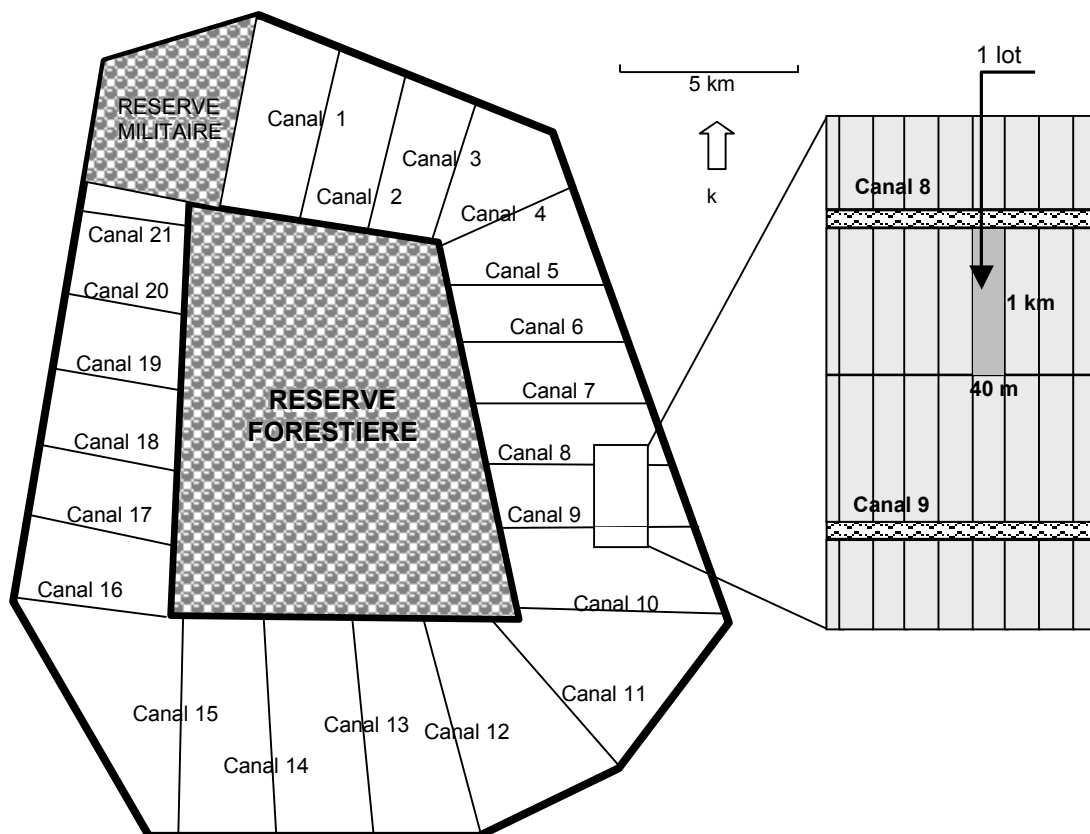 1 lot
5 km
k
RESERVE
MILITAIRE
Canal 1
Canal 2
Canal 3
Canal 4
Canal 5
Canal 6
Canal 7
Canal 8
Canal 9
Canal 10
Canal 11
Canal 12
Canal 13
Canal 14
Canal 15
Canal 16
Canal 17
Canal 18
Canal 19
Canal 20
Canal 21
RESERVE
FORESTIERE
Canal 8
1 km
40 m
Canal 9